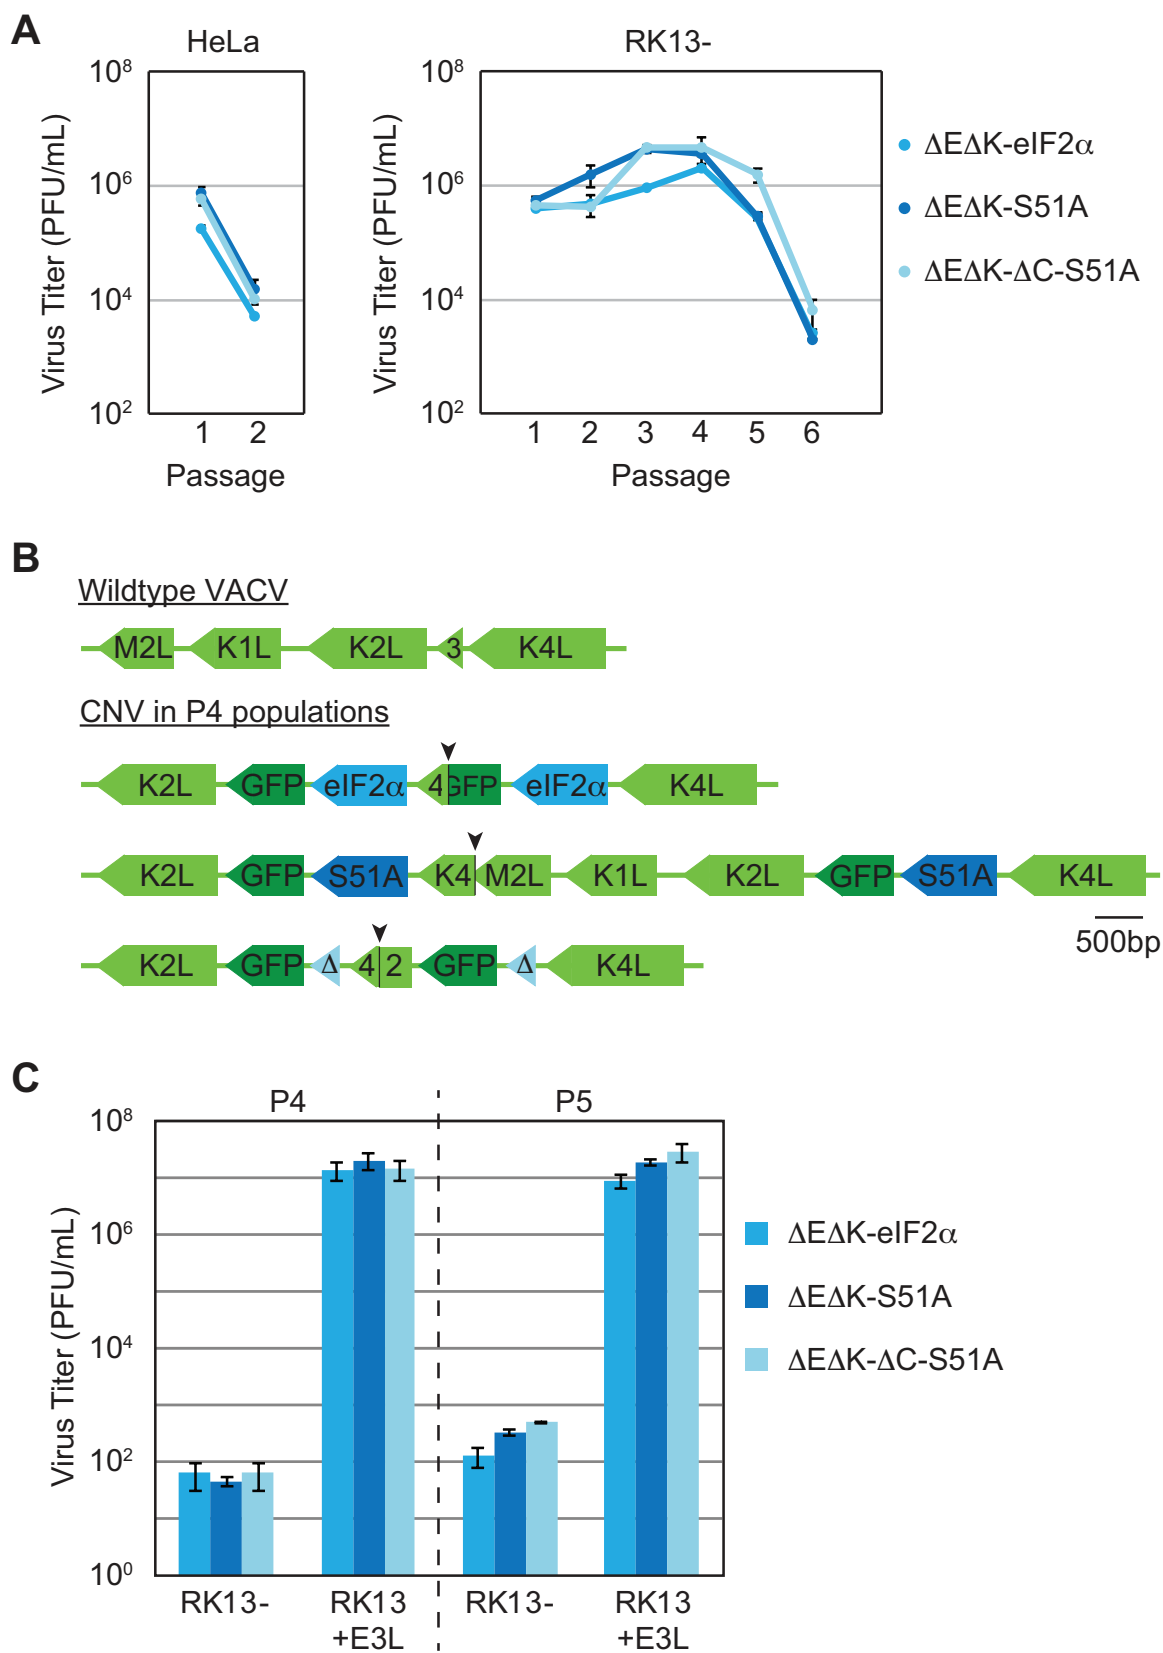 A
HeLa
RK13-
Virus Titer (PFU/mL)
10⁸
10⁶
10⁴
10²
1 2
Passage
Virus Titer (PFU/mL)
10⁸
10⁶
10⁴
10²
1 2 3 4 5 6
Passage
ΔEΔK-eIF2α
ΔEΔK-S51A
ΔEΔK-ΔC-S51A
B
Wildtype VACV
M2L K1L K2L 3 K4L
CNV in P4 populations
K2L GFP eIF2α 4 GFP eIF2α K4L
K2L GFP S51A K4 M2L K1L K2L GFP S51A K4L
500bp
K2L GFP Δ 4 2 GFP Δ K4L
C
P4 P5
Virus Titer (PFU/mL)
10⁸
10⁶
10⁴
10²
10⁰
RK13- RK13 RK13- RK13
+E3L +E3L
ΔEΔK-eIF2α
ΔEΔK-S51A
ΔEΔK-ΔC-S51A